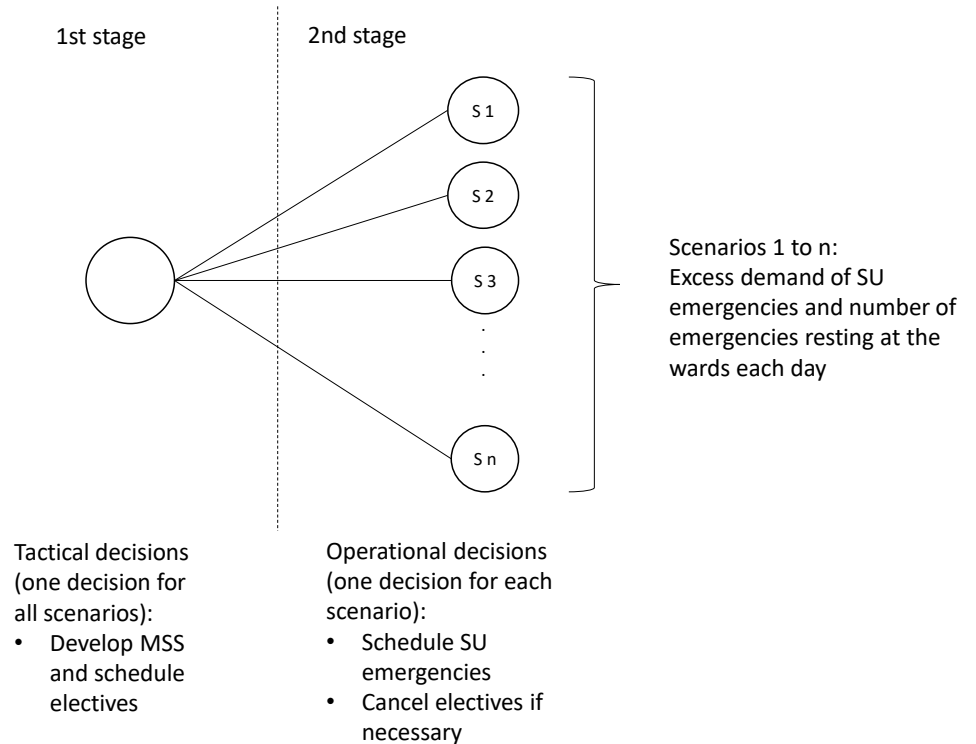 1st stage
2nd stage
S 1
S 2
S 3
.
.
.
S n
Scenarios 1 to n:
Excess demand of SU
emergencies and number of
emergencies resting at the
wards each day
Tactical decisions
(one decision for
all scenarios):
• Develop MSS
and schedule
electives
Operational decisions
(one decision for each
scenario):
• Schedule SU
emergencies
• Cancel electives if
necessary